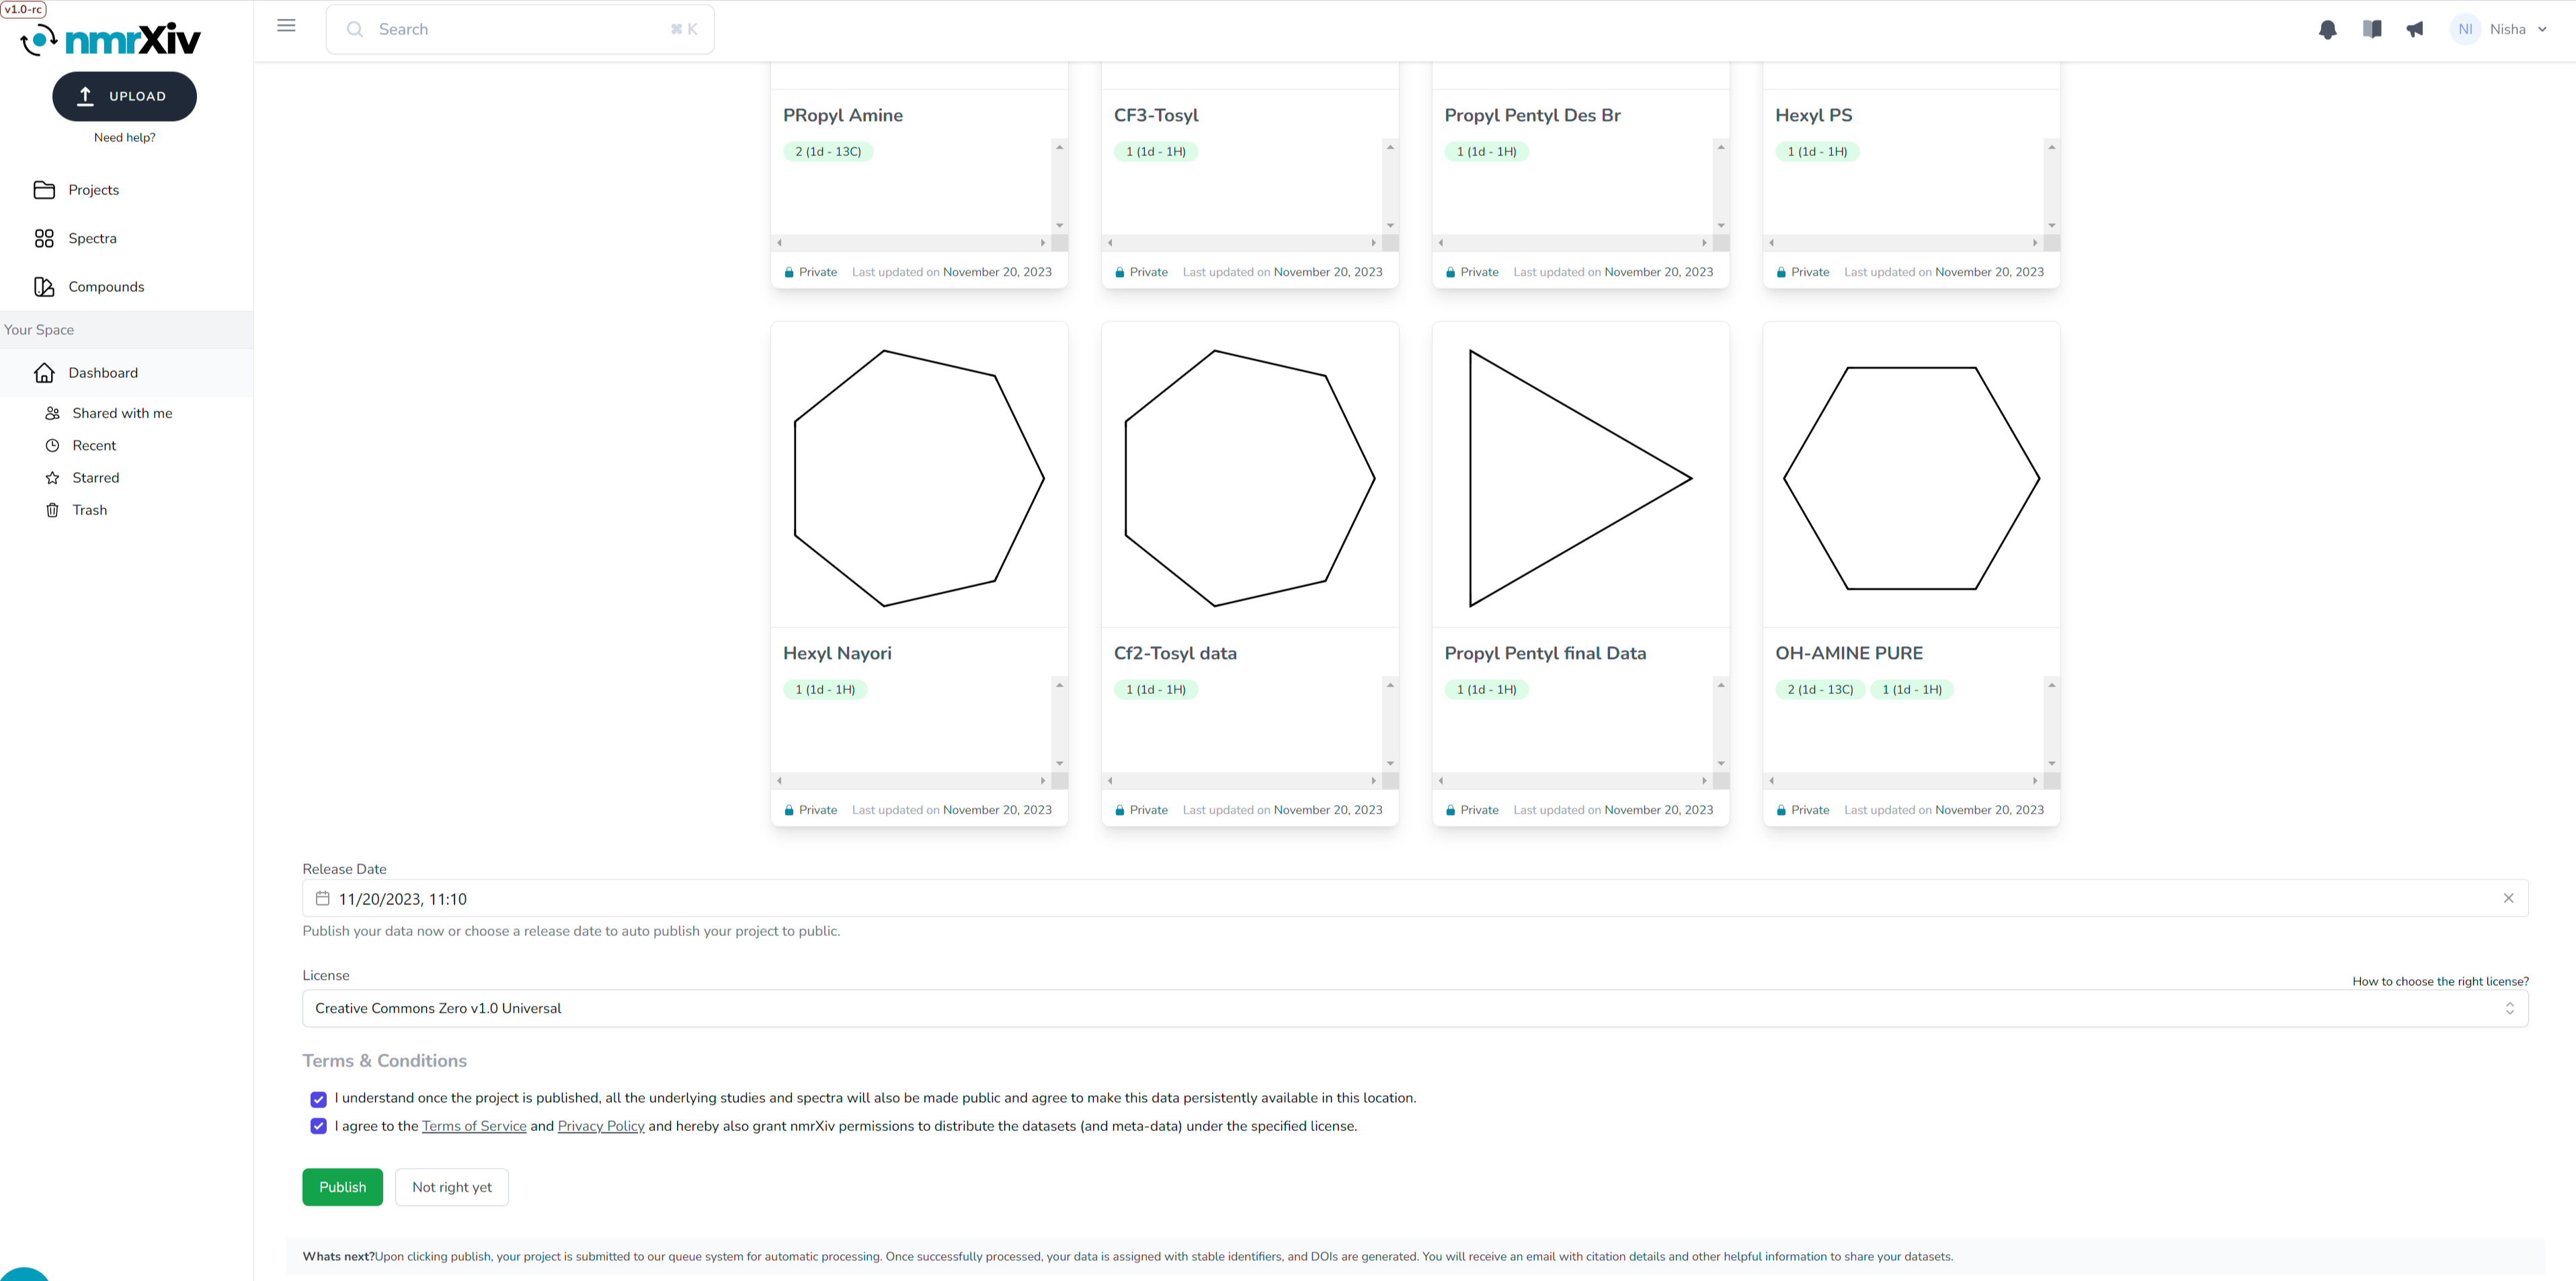 v1.0-rc
nmrXiv
UPLOAD
Need help?
Projects
Spectra
Compounds
Your Space
Dashboard
Shared with me
Recent
Starred
Trash
Search ⌘ K
NI Nisha
PRopyl Amine
2 (1d - 13C)
Private Last updated on November 20, 2023
CF3-Tosyl
1 (1d - 1H)
Private Last updated on November 20, 2023
Propyl Pentyl Des Br
1 (1d - 1H)
Private Last updated on November 20, 2023
Hexyl PS
1 (1d - 1H)
Private Last updated on November 20, 2023
Hexyl Nayori
1 (1d - 1H)
Private Last updated on November 20, 2023
Cf2-Tosyl data
1 (1d - 1H)
Private Last updated on November 20, 2023
Propyl Pentyl final Data
1 (1d - 1H)
Private Last updated on November 20, 2023
OH-AMINE PURE
2 (1d - 13C) 1 (1d - 1H)
Private Last updated on November 20, 2023
Release Date
11/20/2023, 11:10
Publish your data now or choose a release date to auto publish your project to public.
License
How to choose the right license?
Creative Commons Zero v1.0 Universal
Terms & Conditions
I understand once the project is published, all the underlying studies and spectra will also be made public and agree to make this data persistently available in this location.
I agree to the Terms of Service and Privacy Policy and hereby also grant nmrXiv permissions to distribute the datasets (and meta-data) under the specified license.
Publish
Not right yet
Whats next?Upon clicking publish, your project is submitted to our queue system for automatic processing. Once successfully processed, your data is assigned with stable identifiers, and DOIs are generated. You will receive an email with citation details and other helpful information to share your datasets.